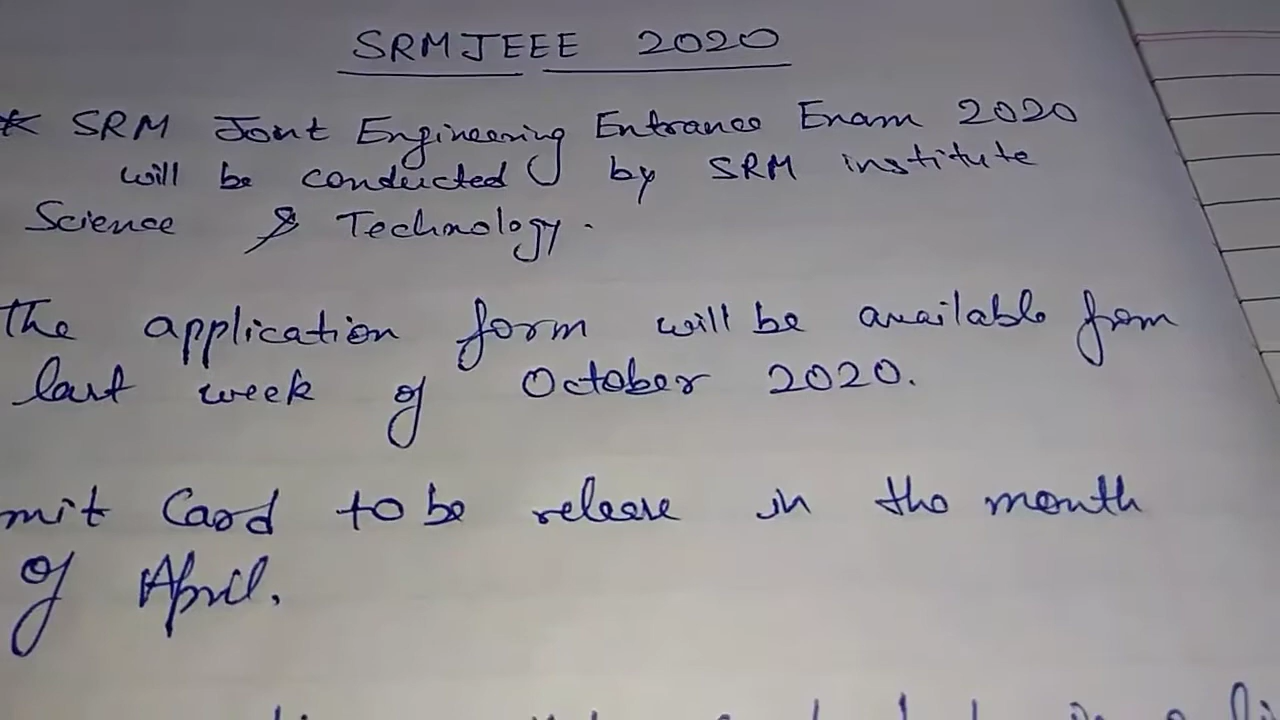 SRMJEEE 2020
* SRM Joint Engineering Entrance Exam 2020
will be conducted by SRM institute
Science & Technology.
The application form will be available from
last week of October 2020.
mit Card to be release in the month
of April.